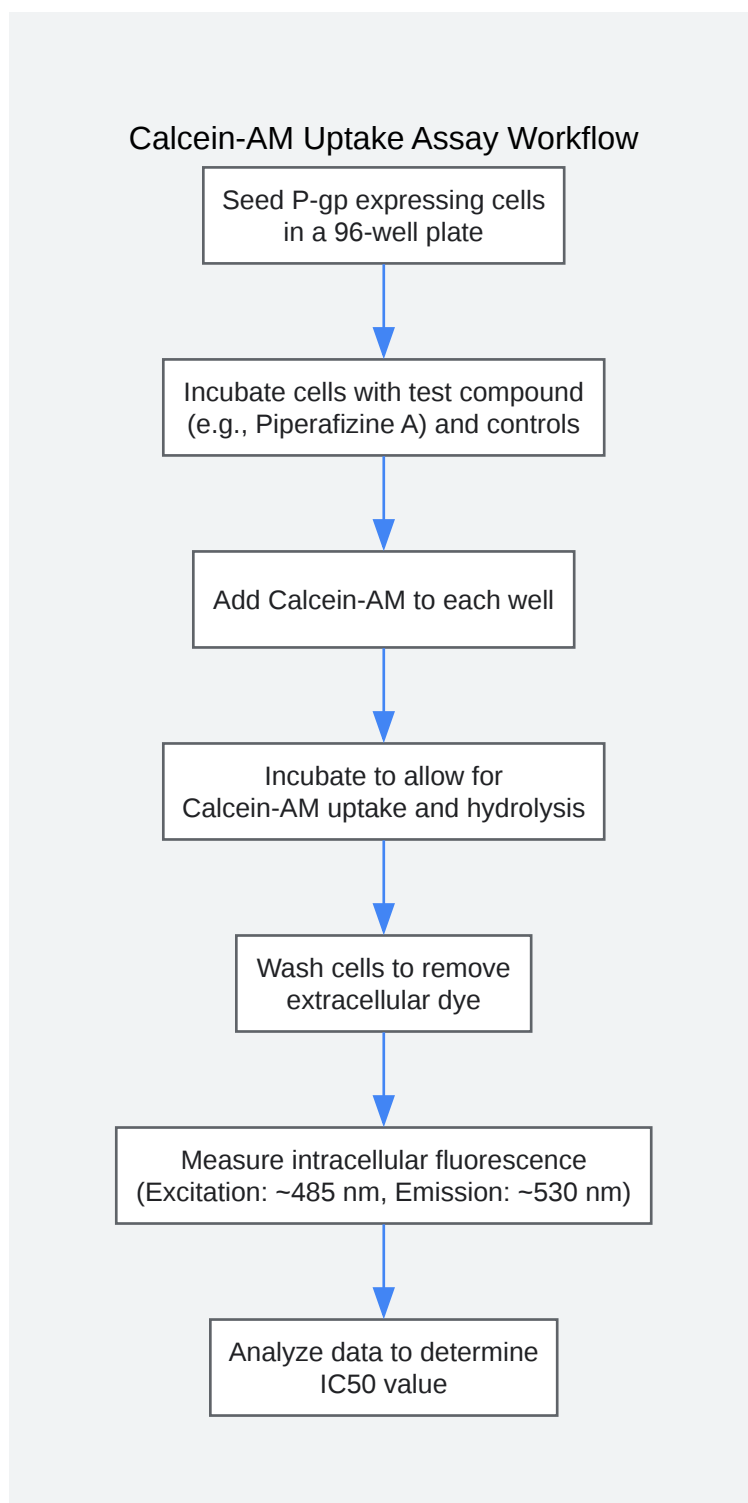 Calcein-AM Uptake Assay Workflow
Seed P-gp expressing cells
in a 96-well plate
Incubate cells with test compound
(e.g., Piperafizine A) and controls
Add Calcein-AM to each well
Incubate to allow for
Calcein-AM uptake and hydrolysis
Wash cells to remove
extracellular dye
Measure intracellular fluorescence
(Excitation: ~485 nm, Emission: ~530 nm)
Analyze data to determine
IC50 value